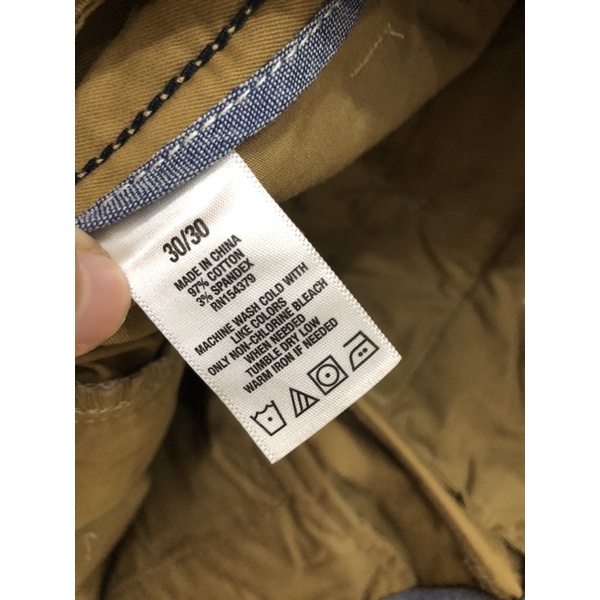 30/30
MADE IN CHINA
97% COTTON
3% SPANDEX
RN154379
MACHINE WASH COLD WITH
LIKE COLORS
ONLY NON-CHLORINE BLEACH
WHEN NEEDED
TUMBLE DRY LOW
WARM IRON IF NEEDED